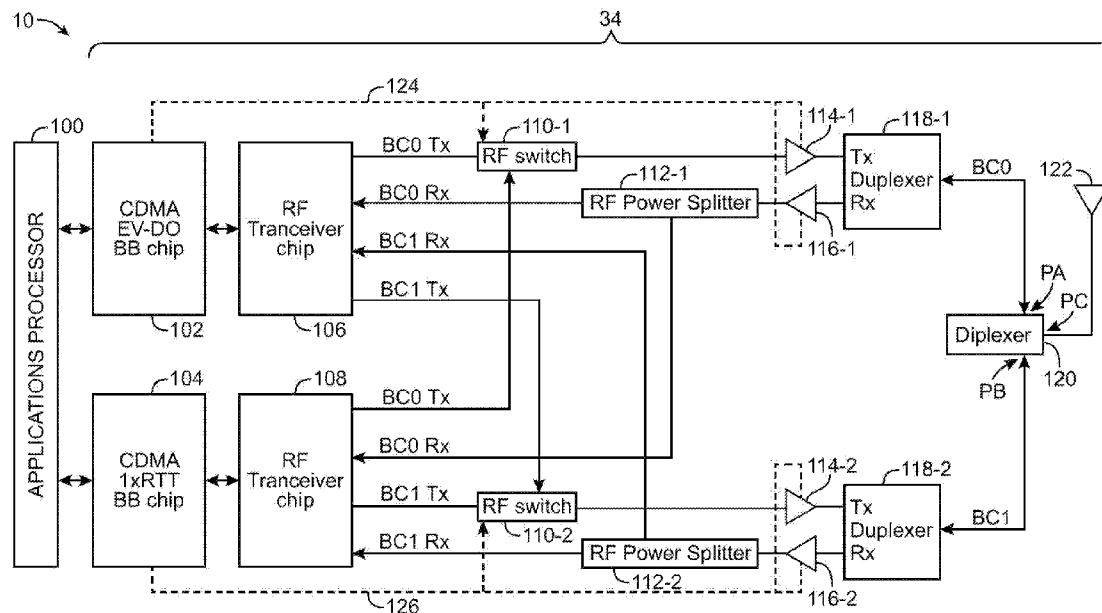 10
34
124
100
110-1
114-1
118-1
BC0 Tx
RF switch
112-1
Tx
Duplexer
Rx
BC0
122
CDMA
EV-DO
BB chip
RF
Tranceiver
chip
BC0 Rx
RF Power Splitter
BC1 Rx
116-1
BC1 Tx
PA
PC
102
106
Diplexer
120
PB
APPLICATIONS PROCESSOR
104
108
BC0 Tx
CDMA
1xRTT
BB chip
RF
Tranceiver
chip
BC0 Rx
114-2
118-2
BC1 Tx
RF switch
Tx
Duplexer
Rx
BC1
110-2
BC1 Rx
RF Power Splitter
112-2
116-2
126